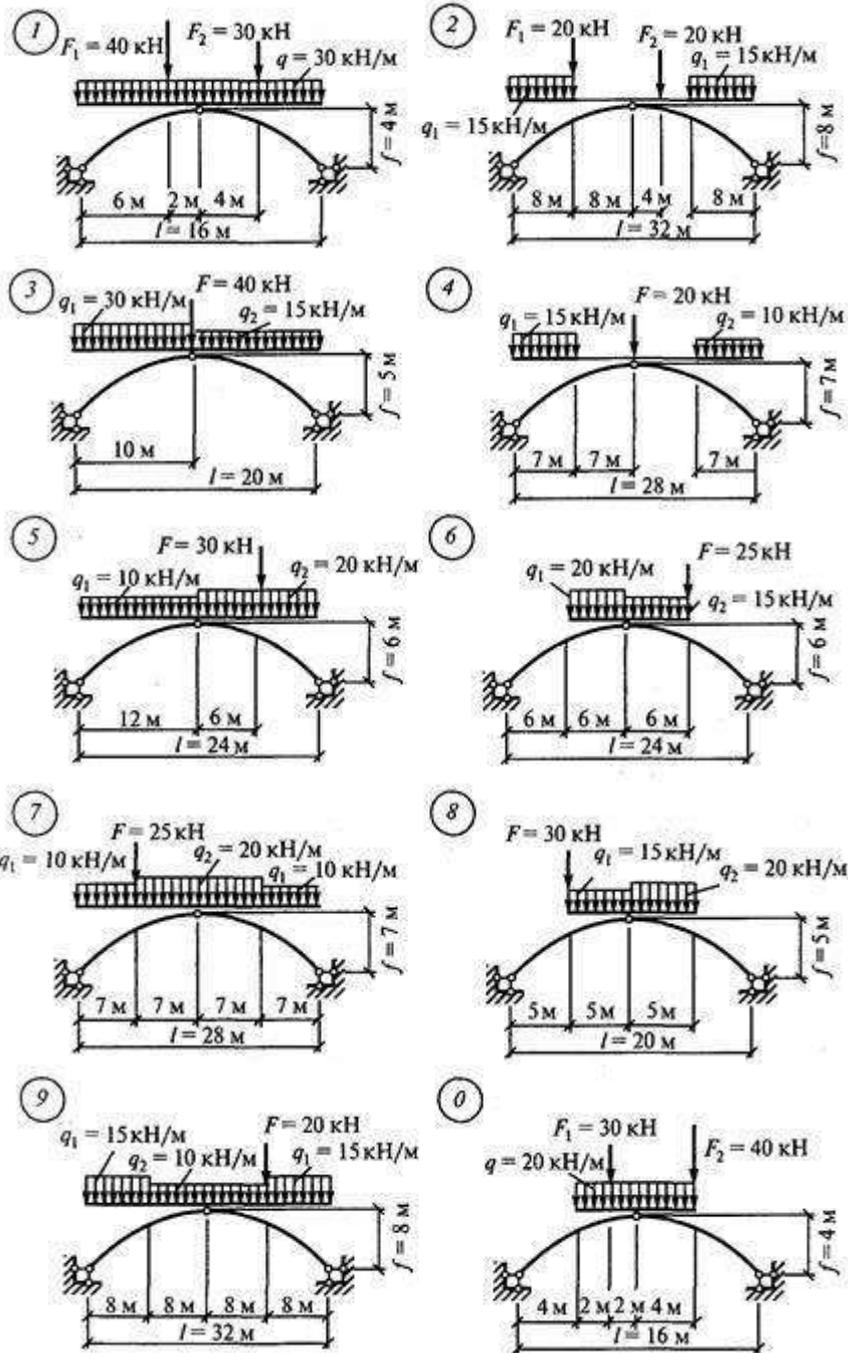 1
F₁ = 40 кН
F₂ = 30 кН
q = 30 кН/м
f = 4 м
6 м 2 м 4 м
l = 16 м
2
F₁ = 20 кН
F₂ = 20 кН
q₁ = 15 кН/м
q₁ = 15 кН/м
f = 8 м
8 м 8 м 4 м 8 м
l = 32 м
3
F = 40 кН
q₁ = 30 кН/м
q₂ = 15 кН/м
f = 5 м
10 м
l = 20 м
4
F = 20 кН
q₁ = 15 кН/м
q₂ = 10 кН/м
f = 7 м
7 м 7 м 7 м
l = 28 м
5
F = 30 кН
q₁ = 10 кН/м
q₂ = 20 кН/м
f = 6 м
12 м 6 м
l = 24 м
6
F = 25 кН
q₁ = 20 кН/м
q₂ = 15 кН/м
f = 6 м
6 м 6 м 6 м
l = 24 м
7
F = 25 кН
q₁ = 10 кН/м
q₂ = 20 кН/м
q₁ = 10 кН/м
f = 7 м
7 м 7 м 7 м 7 м
l = 28 м
8
F = 30 кН
q₁ = 15 кН/м
q₂ = 20 кН/м
f = 5 м
5 м 5 м 5 м
l = 20 м
9
F = 20 кН
q₁ = 15 кН/м
q₂ = 10 кН/м
q₁ = 15 кН/м
f = 8 м
8 м 8 м 8 м 8 м
l = 32 м
0
F₁ = 30 кН
F₂ = 40 кН
q = 20 кН/м
f = 4 м
4 м 2 м 2 м 4 м
l = 16 м